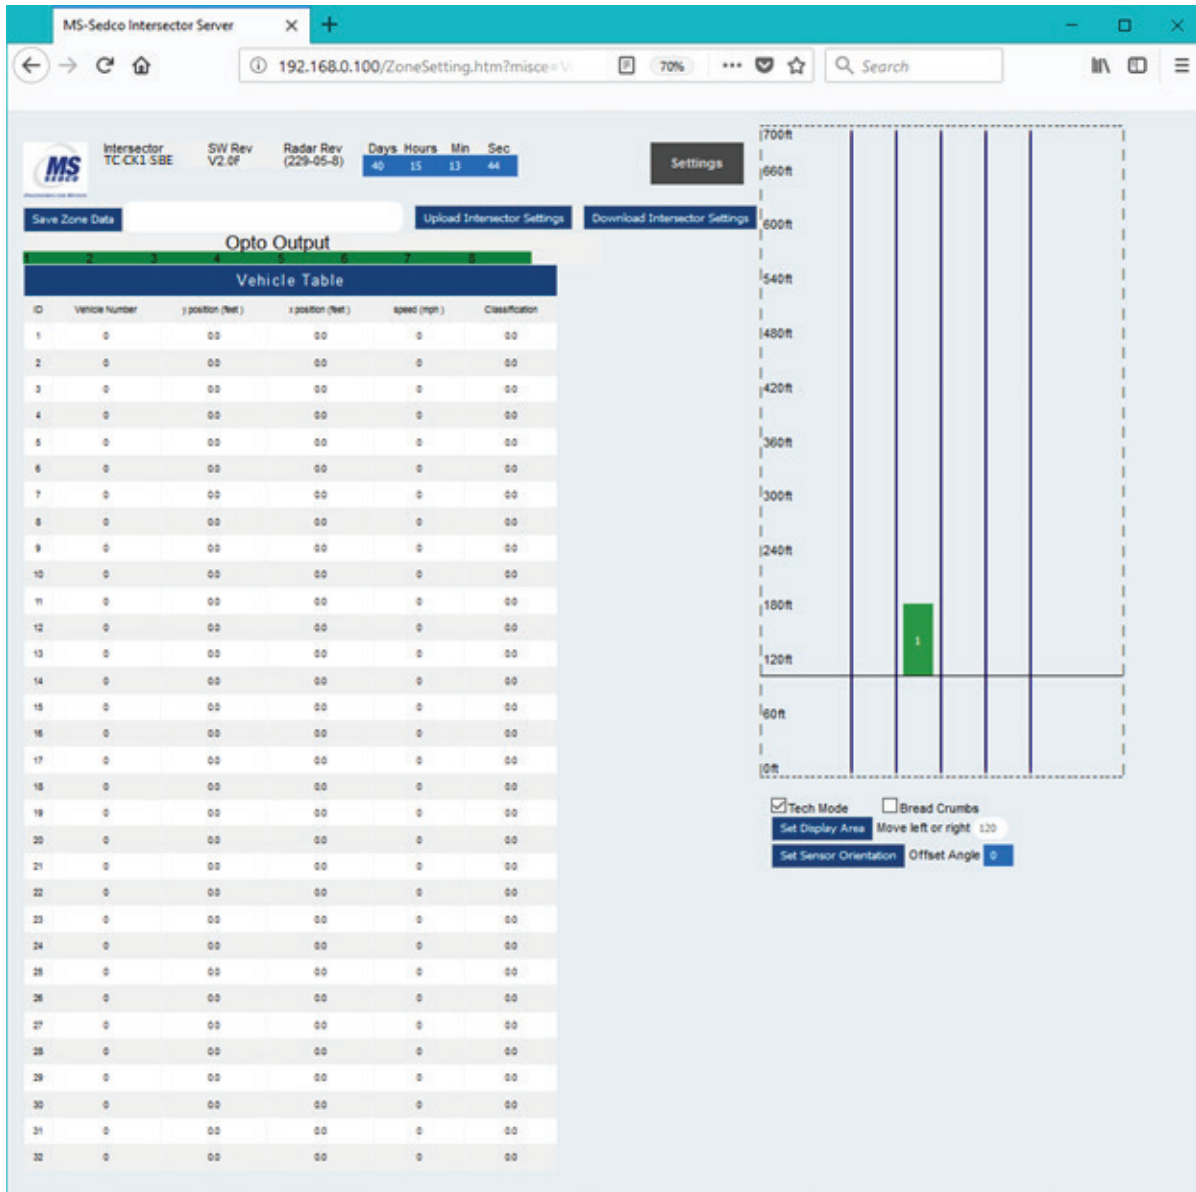 MS-Sedco Intersector Server
192.168.0.100/ZoneSetting.htm?misce=
70%
Search
MS
SEDCO
Intersector SW Rev Radar Rev Days Hours Min Sec
TC-CK1-SBE V2.0F (229-05-8) 40 15 13 44
Settings
Save Zone Data Upload Intersector Settings Download Intersector Settings
Opto Output
1 2 3 4 5 6 7 8
Vehicle Table
ID Vehicle Number y position (feet) x position (feet) speed (mph) Classification
1 0 0.0 0.0 0 0.0
2 0 0.0 0.0 0 0.0
3 0 0.0 0.0 0 0.0
4 0 0.0 0.0 0 0.0
5 0 0.0 0.0 0 0.0
6 0 0.0 0.0 0 0.0
7 0 0.0 0.0 0 0.0
8 0 0.0 0.0 0 0.0
9 0 0.0 0.0 0 0.0
10 0 0.0 0.0 0 0.0
11 0 0.0 0.0 0 0.0
12 0 0.0 0.0 0 0.0
13 0 0.0 0.0 0 0.0
14 0 0.0 0.0 0 0.0
15 0 0.0 0.0 0 0.0
16 0 0.0 0.0 0 0.0
17 0 0.0 0.0 0 0.0
18 0 0.0 0.0 0 0.0
19 0 0.0 0.0 0 0.0
20 0 0.0 0.0 0 0.0
21 0 0.0 0.0 0 0.0
22 0 0.0 0.0 0 0.0
23 0 0.0 0.0 0 0.0
24 0 0.0 0.0 0 0.0
25 0 0.0 0.0 0 0.0
26 0 0.0 0.0 0 0.0
27 0 0.0 0.0 0 0.0
28 0 0.0 0.0 0 0.0
29 0 0.0 0.0 0 0.0
30 0 0.0 0.0 0 0.0
31 0 0.0 0.0 0 0.0
32 0 0.0 0.0 0 0.0
700ft
660ft
600ft
540ft
480ft
420ft
360ft
300ft
240ft
180ft
1
120ft
60ft
0ft
Tech Mode Bread Crumbs
Set Display Area Move left or right 120
Set Sensor Orientation Offset Angle 0